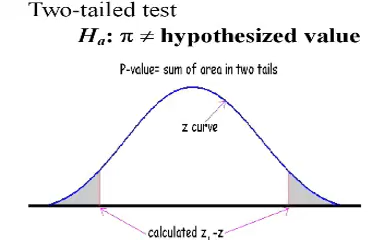 Two-tailed test
Hₐ: π ≠ hypothesized value
P-value= sum of area in two tails
z curve
calculated z, -z